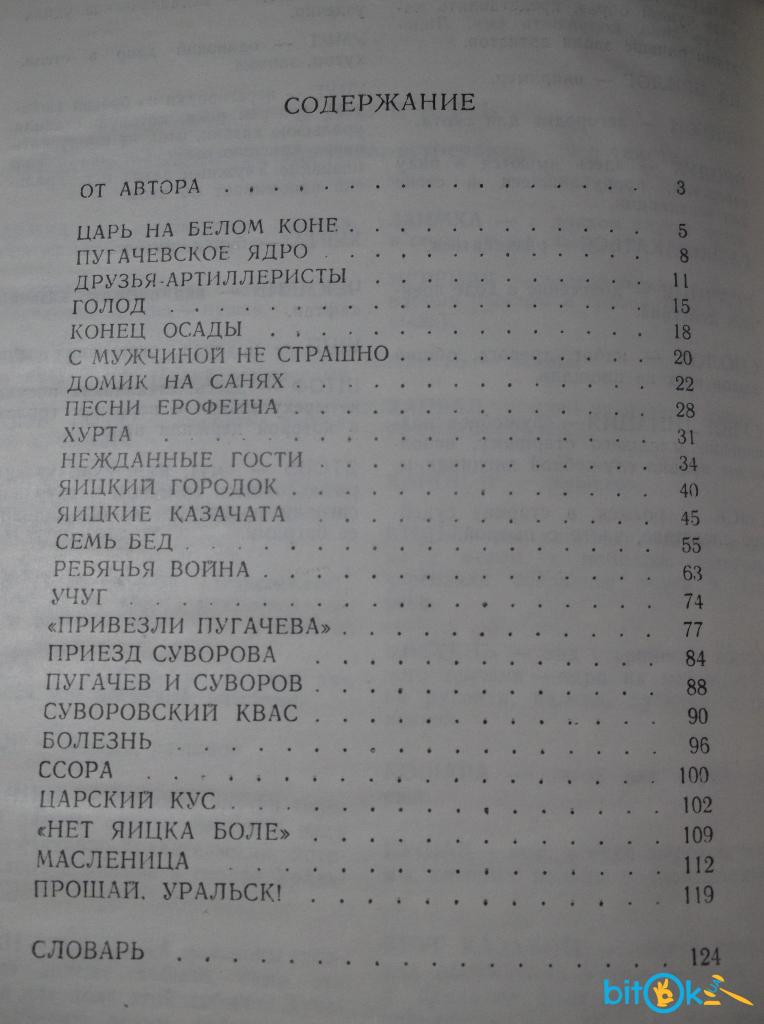 СОДЕРЖАНИЕ
ОТ АВТОРА . . . . . . . . . . . . . . . 3
ЦАРЬ НА БЕЛОМ КОНЕ . . . . . . . . . . 5
ПУГАЧЕВСКОЕ ЯДРО . . . . . . . . . . . 8
ДРУЗЬЯ-АРТИЛЛЕРИСТЫ . . . . . . . . . . 11
ГОЛОД . . . . . . . . . . . . . . . . . 15
КОНЕЦ ОСАДЫ . . . . . . . . . . . . . . 18
С МУЖЧИНОЙ НЕ СТРАШНО . . . . . . . . . 20
ДОМИК НА САНЯХ . . . . . . . . . . . . 22
ПЕСНИ ЕРОФЕИЧА . . . . . . . . . . . . 28
ХУРТА . . . . . . . . . . . . . . . . . 31
НЕЖДАННЫЕ ГОСТИ . . . . . . . . . . . . 34
ЯИЦКИЙ ГОРОДОК . . . . . . . . . . . . 40
ЯИЦКИЕ КАЗАЧАТА . . . . . . . . . . . . 45
СЕМЬ БЕД . . . . . . . . . . . . . . . 55
РЕБЯЧЬЯ ВОЙНА . . . . . . . . . . . . . 63
УЧУГ . . . . . . . . . . . . . . . . . 74
«ПРИВЕЗЛИ ПУГАЧЕВА» . . . . . . . . . . 77
ПРИЕЗД СУВОРОВА . . . . . . . . . . . . 84
ПУГАЧЕВ И СУВОРОВ . . . . . . . . . . . 88
СУВОРОВСКИЙ КВАС . . . . . . . . . . . 90
БОЛЕЗНЬ . . . . . . . . . . . . . . . . 96
ССОРА . . . . . . . . . . . . . . . . . 100
ЦАРСКИЙ КУС . . . . . . . . . . . . . . 102
«НЕТ ЯИЦКА БОЛЕ» . . . . . . . . . . . 109
МАСЛЕНИЦА . . . . . . . . . . . . . . . 112
ПРОЩАЙ, УРАЛЬСК! . . . . . . . . . . . 119
СЛОВАРЬ . . . . . . . . . . . . . . . . 124
bitok.ua